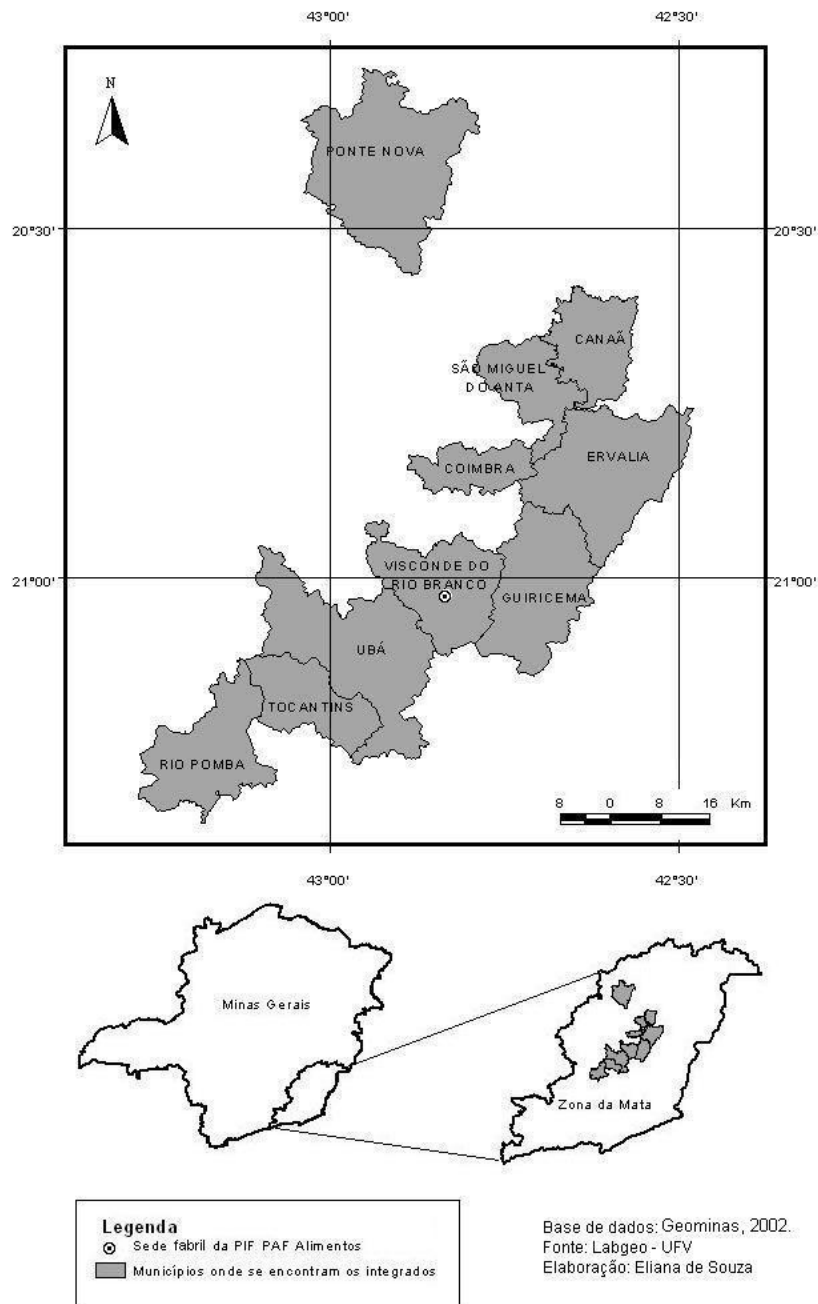 43°00'
42°30'
N
PONTE NOVA
20°30'
20°30'
CANAÃ
SÃO MIGUEL
DO ANTA
ERVALIA
COIMBRA
VISCONDE DO
RIO BRANCO
21°00'
21°00'
GUIRICEMA
UBÁ
TOCANTINS
RIO POMBA
8 0 8 16 Km
43°00'
42°30'
Minas Gerais
Zona da Mata
Legenda
Sede fabril da PIF PAF Alimentos
Municípios onde se encontram os integrados
Base de dados: Geominas, 2002.
Fonte: Labgeo - UFV
Elaboração: Eliana de Souza